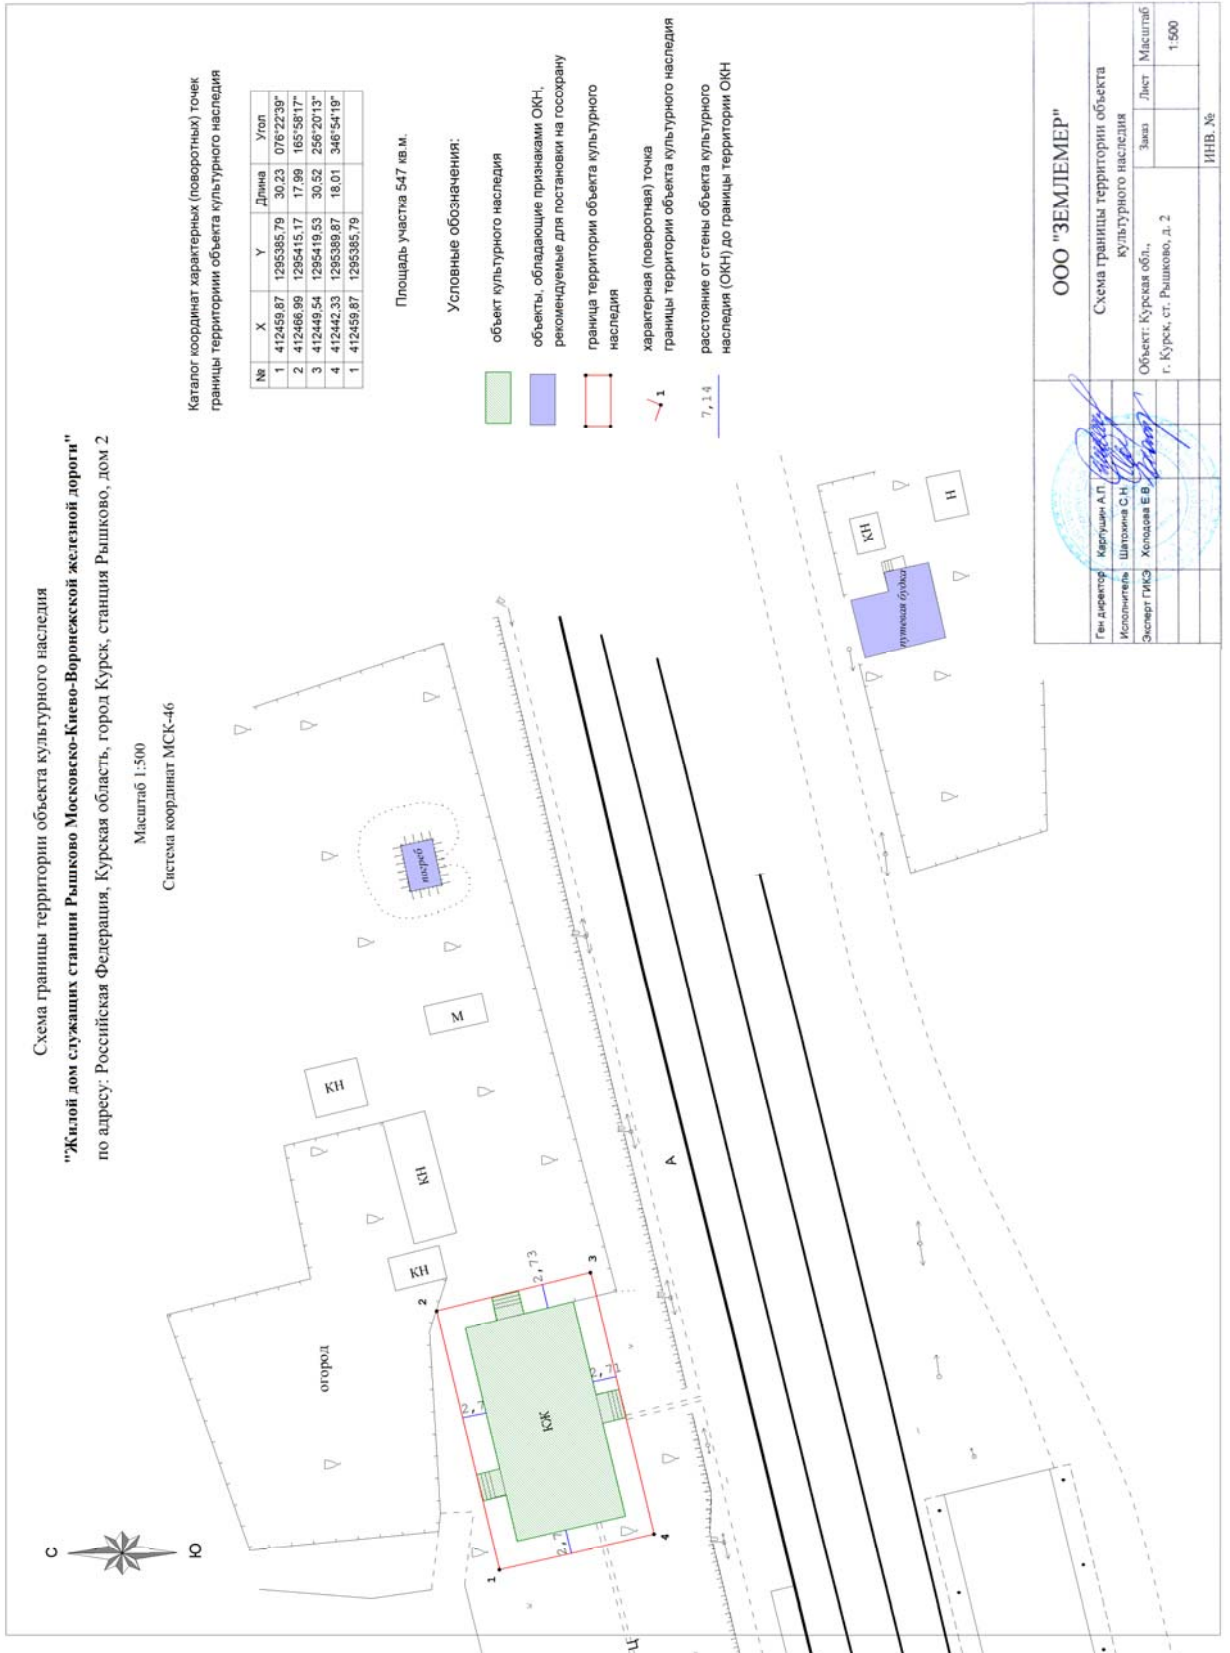 Схема границы территории объекта культурного наследия
"Жилой дом служащих станции Рышково Московско-Киево-Воронежской железной дороги"
по адресу: Российская Федерация, Курская область, город Курск, станция Рышково, дом 2
Масштаб 1:500
Система координат МСК-46
С
Ю
Каталог координат характерных (поворотных) точек
границы территориии объекта культурного наследия
№ X Y Длина Угол
1 412459,87 1295385,79 30,23 076°22'39"
2 412466,99 1295415,17 17,99 165°58'17"
3 412449,54 1295419,53 30,52 256°20'13"
4 412442,33 1295389,87 18,01 346°54'19"
1 412459,87 1295385,79
Площадь участка 547 кв.м.
Условные обозначения:
объект культурного наследия
объекты, обладающие признаками ОКН,
рекомендуемые для постановки на госохрану
граница территории объекта культурного
наследия
1
характерная (поворотная) точка
границы территории объекта культурного наследия
7,14
расстояние от стены объекта культурного
наследия (ОКН) до границы территории ОКН
огород
КН
КН
КН
М
погреб
1
2
3
4
2,7
2,73
2,71
2,7
КЖ
А
Ц
путевая будка
КН
Н
ООО "ЗЕМЛЕМЕР"
Ген директор Карпушин А.П.
Исполнитель Шатохина С.Н.
Эксперт ГИКЭ Холодова Е.В.
Схема границы территории объекта
культурного наследия
Объект: Курская обл.,
г. Курск, ст. Рышково, д. 2
Заказ Лист Масштаб
1:500
ИНВ. №